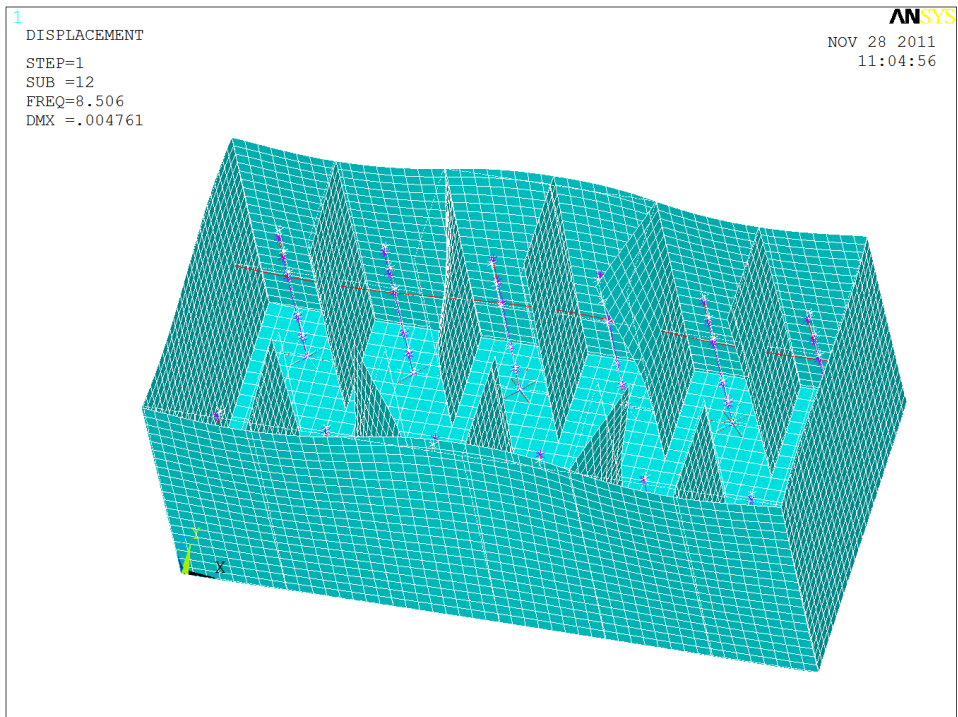 1
ANSYS
DISPLACEMENT
NOV 28 2011
11:04:56
STEP=1
SUB =12
FREQ=8.506
DMX =.004761
Y
X